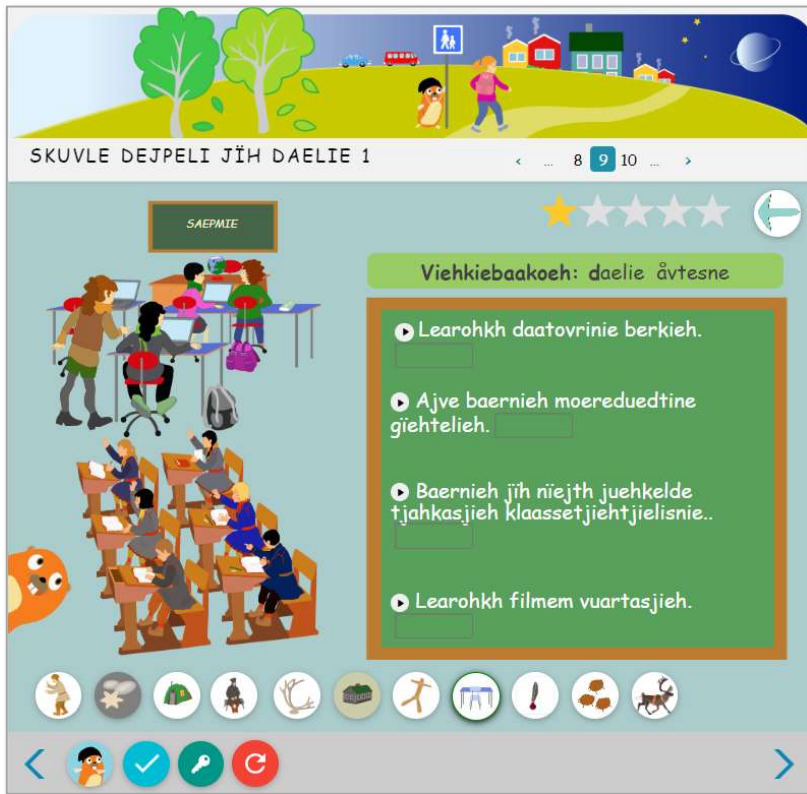 SKUVLE DEJPELI JÏH DAELIE 1
‹ ... 8 9 10 ... ›
SAEPMIE
Viehkiebaakoeh: daelie åvtesne
Learohkh daatovrinie berkieh.
Ajve baernieh moereduedtine
gïehtelieh.
Baernieh jïh nïejth juehkelde
tjahkasjieh klaassetjiehtjielisnie..
Learohkh filmem vuartasjieh.